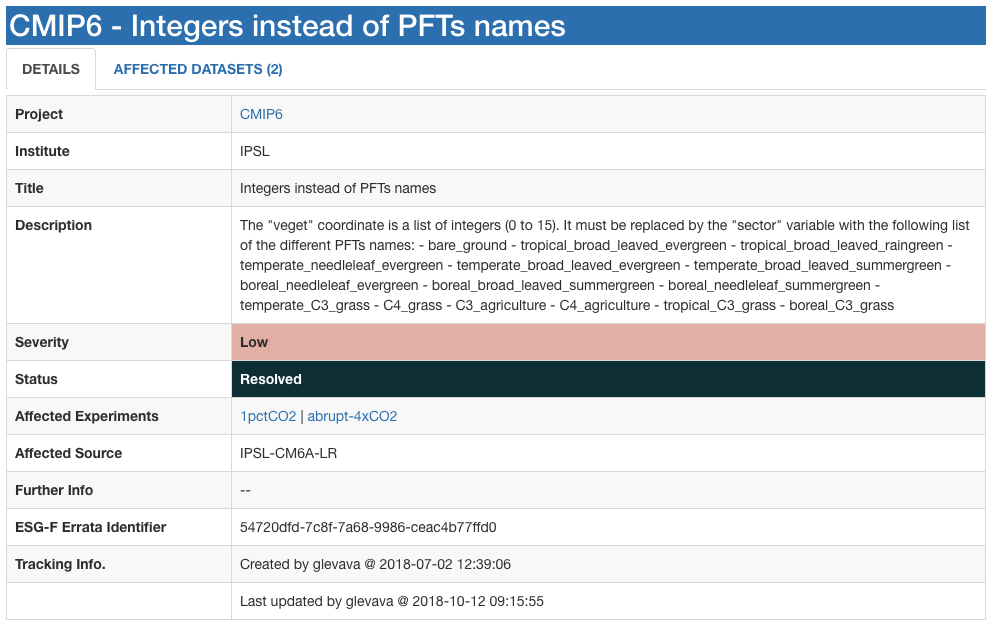 CMIP6 - Integers instead of PFTs names
DETAILS
AFFECTED DATASETS (2)
Project
CMIP6
Institute
IPSL
Title
Integers instead of PFTs names
Description
The "veget" coordinate is a list of integers (0 to 15). It must be replaced by the "sector" variable with the following list
of the different PFTs names: - bare_ground - tropical_broad_leaved_evergreen - tropical_broad_leaved_raingreen -
temperate_needleleaf_evergreen - temperate_broad_leaved_evergreen - temperate_broad_leaved_summergreen -
boreal_needleleaf_evergreen - boreal_broad_leaved_summergreen - boreal_needleleaf_summergreen -
temperate_C3_grass - C4_grass - C3_agriculture - C4_agriculture - tropical_C3_grass - boreal_C3_grass
Severity
Low
Status
Resolved
Affected Experiments
1pctCO2 | abrupt-4xCO2
Affected Source
IPSL-CM6A-LR
Further Info
--
ESG-F Errata Identifier
54720dfd-7c8f-7a68-9986-ceac4b77ffd0
Tracking Info.
Created by glevava @ 2018-07-02 12:39:06
Last updated by glevava @ 2018-10-12 09:15:55